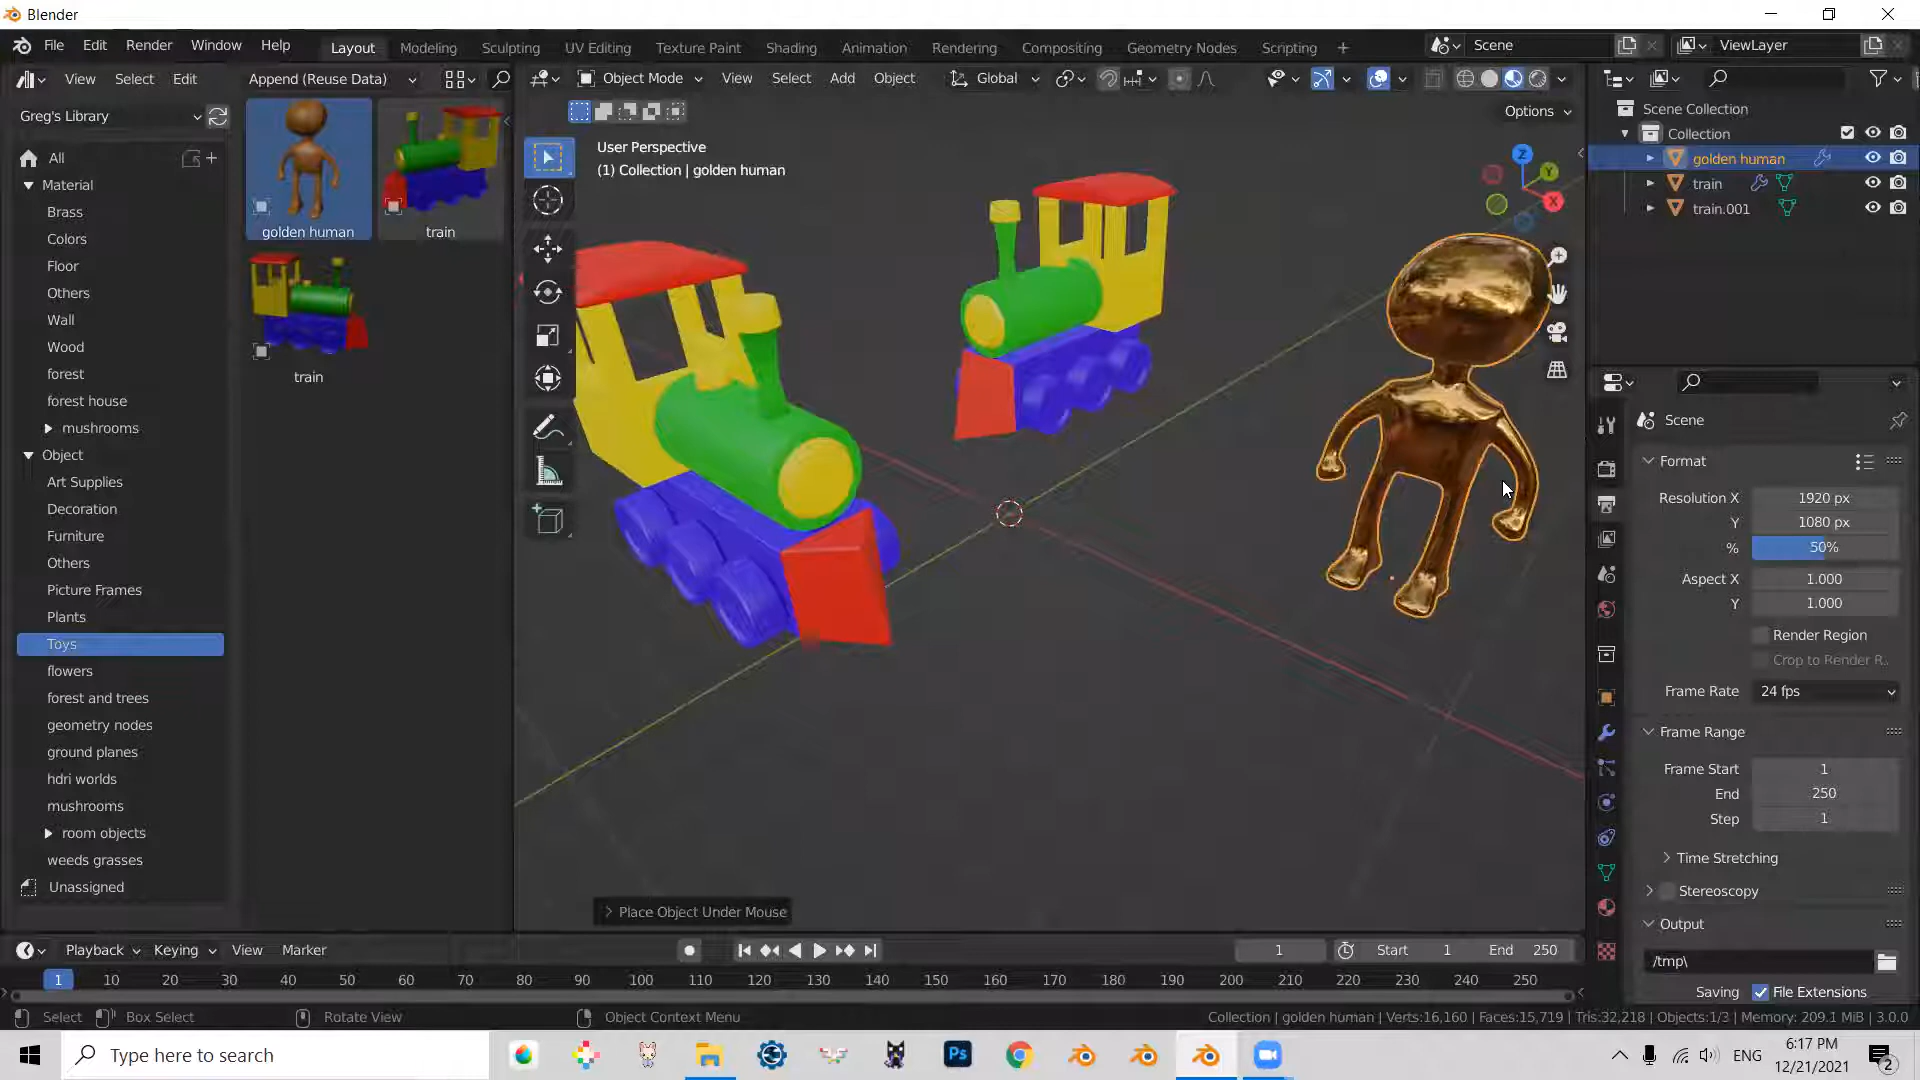 Blender
File Edit Render Window Help
Layout Modeling Sculpting UV Editing Texture Paint Shading Animation Rendering Compositing Geometry Nodes Scripting +
Scene
ViewLayer
View Select Edit
Append (Reuse Data)
Object Mode View Select Add Object
Global
Options
Greg's Library
All
Material
Brass
Colors
Floor
Others
Wall
Wood
forest
forest house
mushrooms
Object
Art Supplies
Decoration
Furniture
Others
Picture Frames
Plants
Toys
flowers
forest and trees
geometry nodes
ground planes
hdri worlds
mushrooms
room objects
weeds grasses
Unassigned
golden human
train
train
User Perspective
(1) Collection | golden human
Z
Y
X
Place Object Under Mouse
Scene Collection
Collection
golden human
train
train.001
Scene
Format
Resolution X 1920 px
Y 1080 px
% 50%
Aspect X 1.000
Y 1.000
Render Region
Crop to Render R..
Frame Rate 24 fps
Frame Range
Frame Start 1
End 250
Step 1
Time Stretching
Stereoscopy
Output
/tmp\
Saving File Extensions
Playback Keying View Marker
1 Start 1 End 250
1 10 20 30 40 50 60 70 80 90 100 110 120 130 140 150 160 170 180 190 200 210 220 230 240 250
Select Box Select Rotate View Object Context Menu
Collection | golden human | Verts:16,160 | Faces:15,719 | Tris:32,218 | Objects:1/3 | Memory: 209.1 MiB | 3.0.0
Type here to search
Ps
ENG
6:17 PM
12/21/2021
2